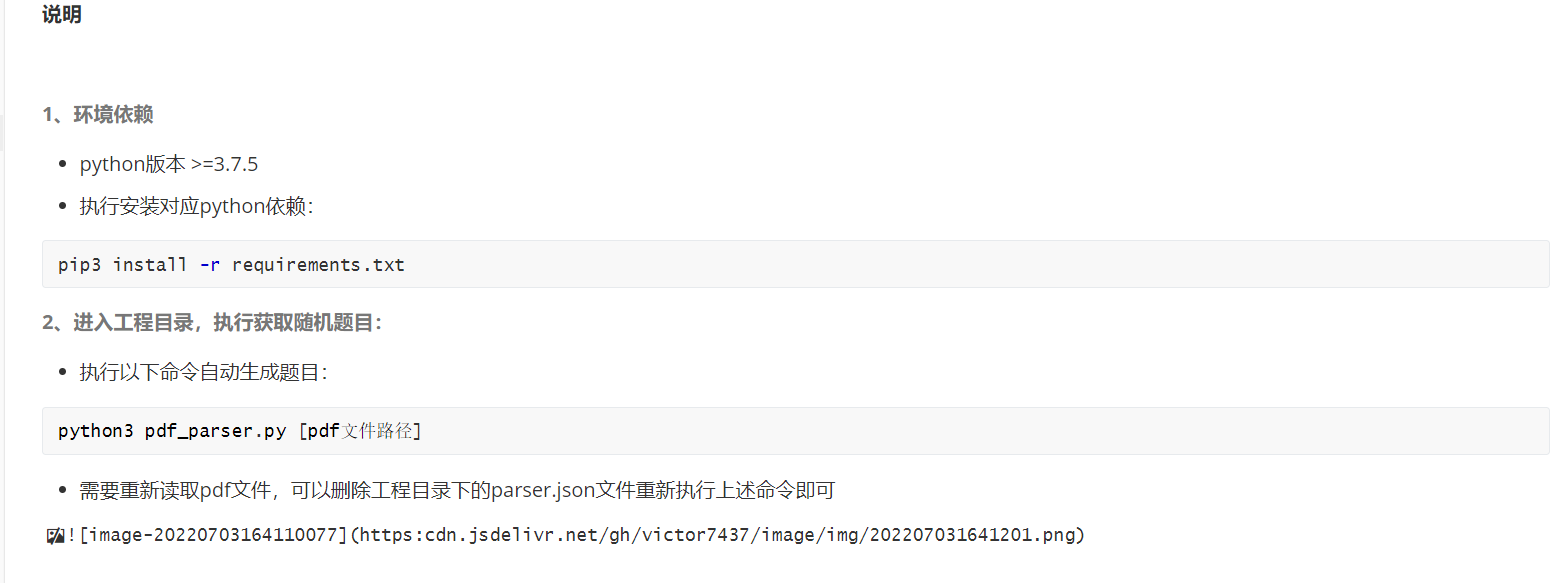 说明
1、环境依赖
python版本 >=3.7.5
执行安装对应python依赖：
pip3 install -r requirements.txt
2、进入工程目录，执行获取随机题目：
执行以下命令自动生成题目：
python3 pdf_parser.py [pdf文件路径]
需要重新读取pdf文件，可以删除工程目录下的parser.json文件重新执行上述命令即可
![image-20220703164110077](https:cdn.jsdelivr.net/gh/victor7437/image/img/202207031641201.png)